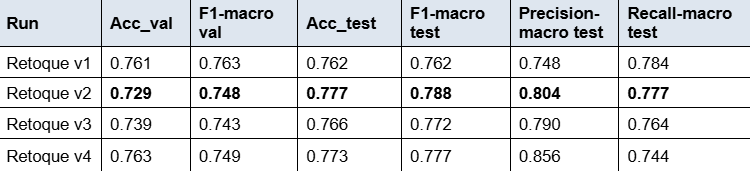 Run Acc_val F1-macro val Acc_test F1-macro test Precision-macro test Recall-macro test
Retoque v1 0.761 0.763 0.762 0.762 0.748 0.784
Retoque v2 0.729 0.748 0.777 0.788 0.804 0.777
Retoque v3 0.739 0.743 0.766 0.772 0.790 0.764
Retoque v4 0.763 0.749 0.773 0.777 0.856 0.744